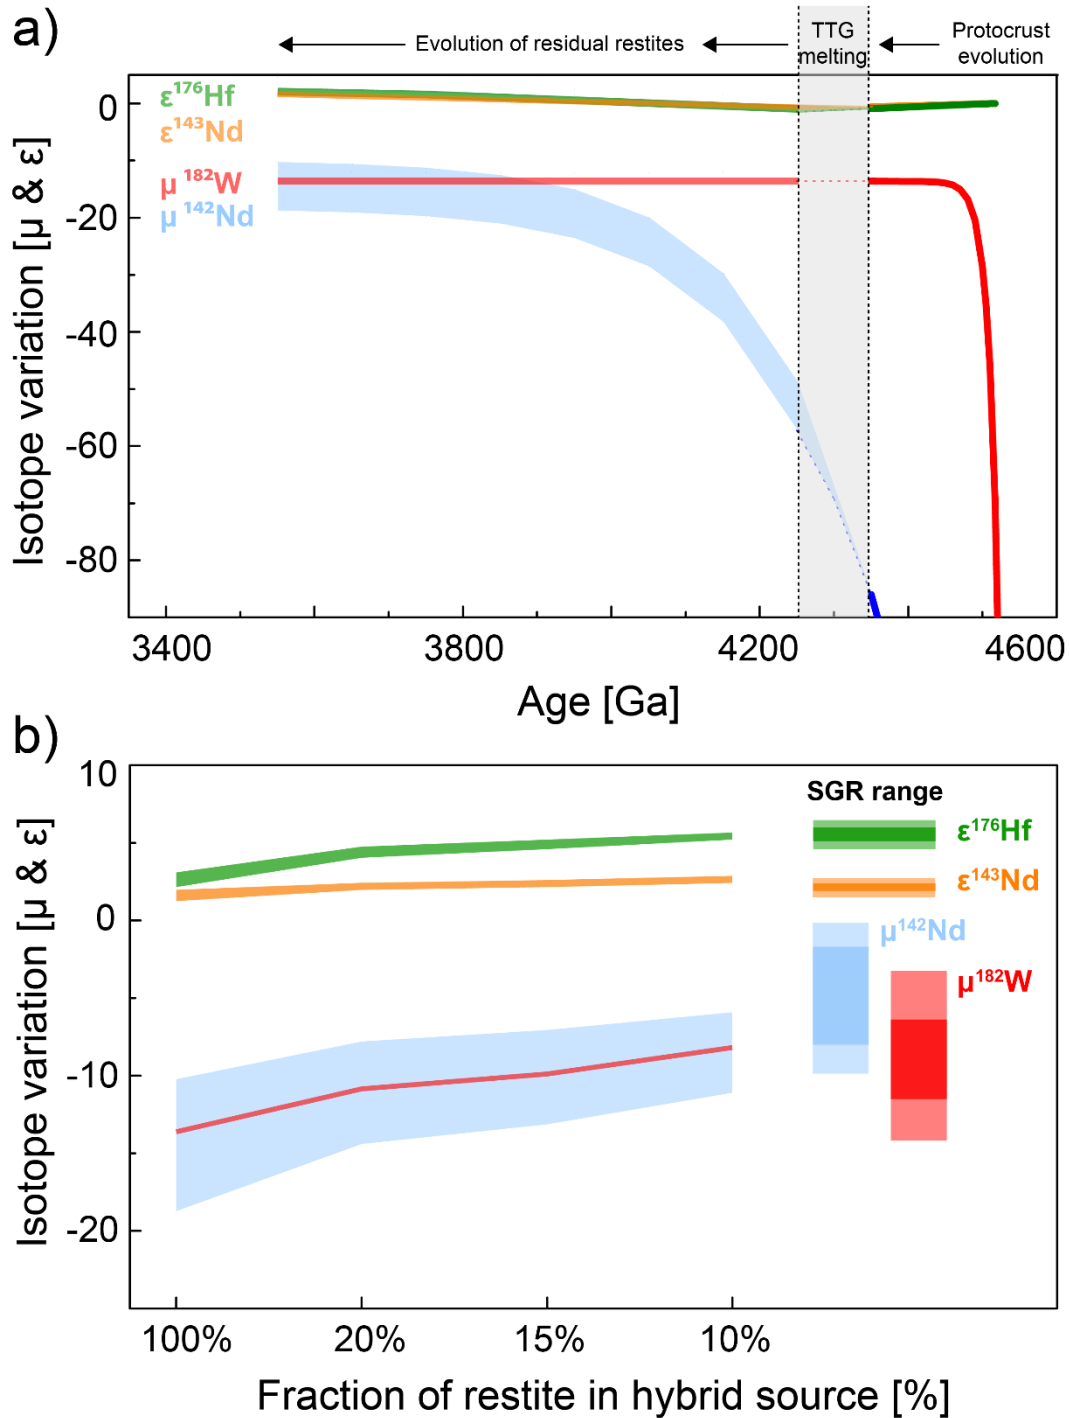 a)
Evolution of residual restites
TTG
melting
Protocrust
evolution
ε¹⁷⁶Hf
ε¹⁴³Nd
μ ¹⁸²W
μ ¹⁴²Nd
Isotope variation [μ & ε]
0
-20
-40
-60
-80
3400
3800
4200
4600
Age [Ga]
b)
Isotope variation [μ & ε]
10
0
-10
-20
SGR range
ε¹⁷⁶Hf
ε¹⁴³Nd
μ¹⁴²Nd
μ¹⁸²W
100%
20%
15%
10%
Fraction of restite in hybrid source [%]